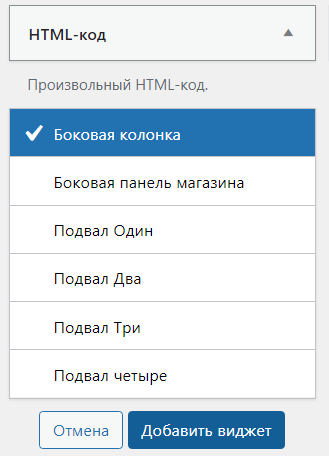 HTML-код
Произвольный HTML-код.
Боковая колонка
Боковая панель магазина
Подвал Один
Подвал Два
Подвал Три
Подвал четыре
Отмена
Добавить виджет